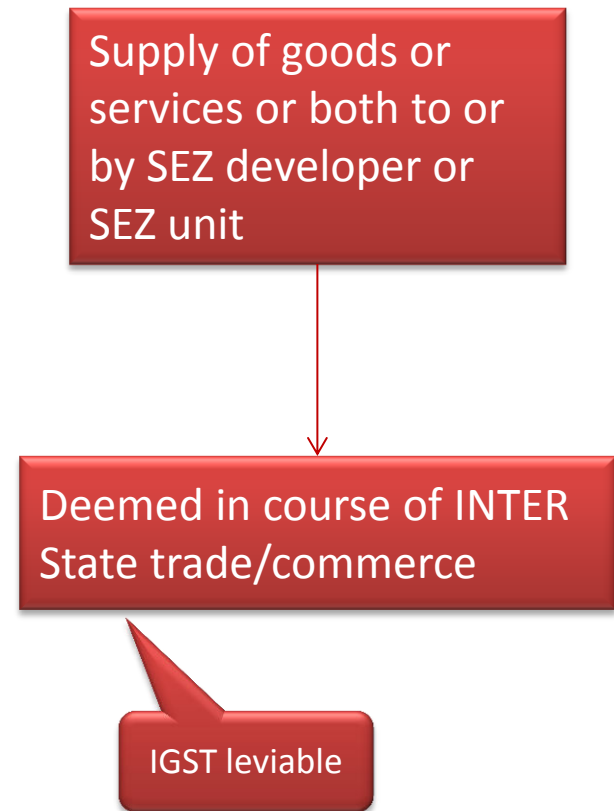 Supply of goods or
services or both to or
by SEZ developer or
SEZ unit
Deemed in course of INTER
State trade/commerce
IGST leviable